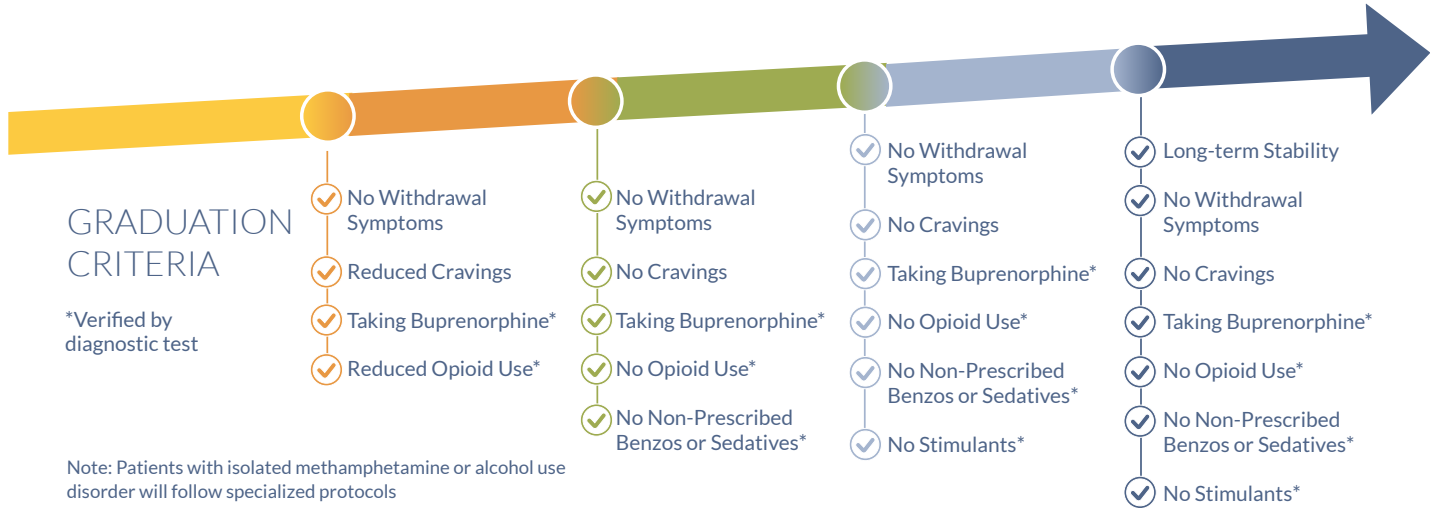 GRADUATION
CRITERIA
*Verified by
diagnostic test
No Withdrawal
Symptoms
Reduced Cravings
Taking Buprenorphine*
Reduced Opioid Use*
No Withdrawal
Symptoms
No Cravings
Taking Buprenorphine*
No Opioid Use*
No Non-Prescribed
Benzos or Sedatives*
No Withdrawal
Symptoms
No Cravings
Taking Buprenorphine*
No Opioid Use*
No Non-Prescribed
Benzos or Sedatives*
No Stimulants*
Long-term Stability
No Withdrawal
Symptoms
No Cravings
Taking Buprenorphine*
No Opioid Use*
No Non-Prescribed
Benzos or Sedatives*
No Stimulants*
Note: Patients with isolated methamphetamine or alcohol use
disorder will follow specialized protocols